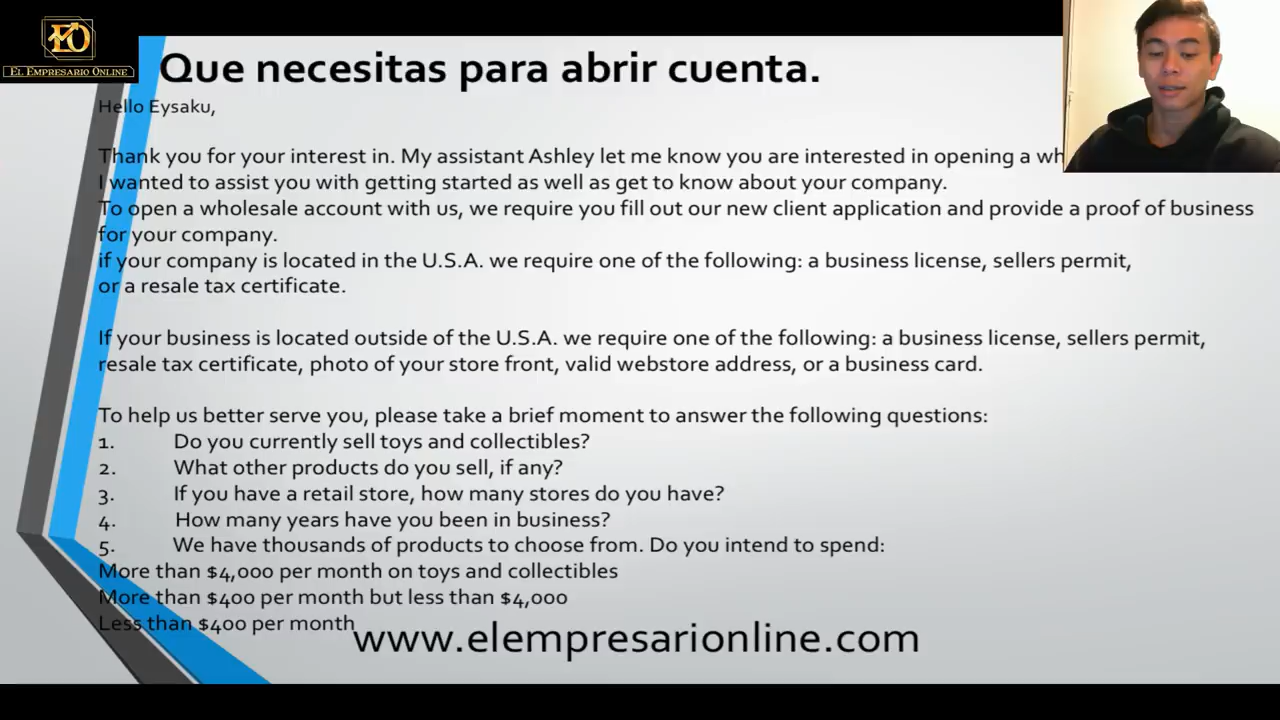 EO
EL EMPRESARIO ONLINE
Que necesitas para abrir cuenta.
Hello Eysaku,
Thank you for your interest in. My assistant Ashley let me know you are interested in opening a
I wanted to assist you with getting started as well as get to know about your company.
To open a wholesale account with us, we require you fill out our new client application and provide a proof of business
for your company.
if your company is located in the U.S.A. we require one of the following: a business license, sellers permit,
or a resale tax certificate.
If your business is located outside of the U.S.A. we require one of the following: a business license, sellers permit,
resale tax certificate, photo of your store front, valid webstore address, or a business card.
To help us better serve you, please take a brief moment to answer the following questions:
1. Do you currently sell toys and collectibles?
2. What other products do you sell, if any?
3. If you have a retail store, how many stores do you have?
4. How many years have you been in business?
5. We have thousands of products to choose from. Do you intend to spend:
More than $4,000 per month on toys and collectibles
More than $400 per month but less than $4,000
Less than $400 per month
www.elempresarionline.com